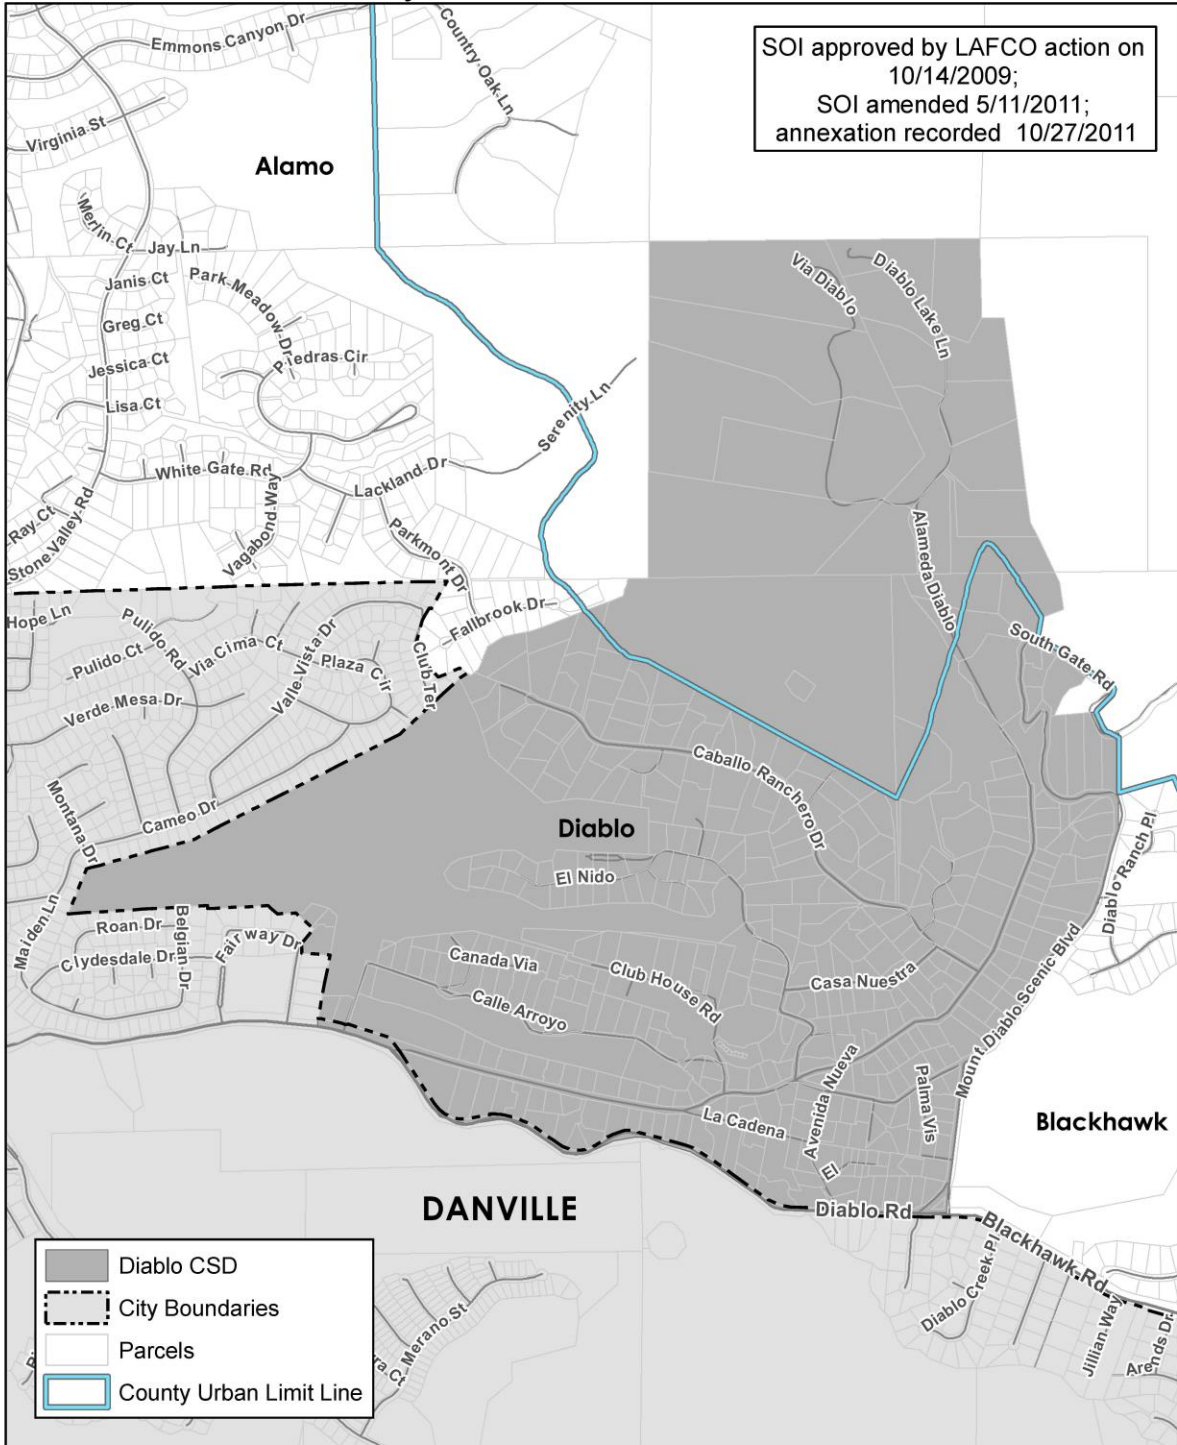 Emmons Canyon Dr
Country Oak Ln
SOI approved by LAFCO action on
10/14/2009;
SOI amended 5/11/2011;
annexation recorded 10/27/2011
Virginia St
Alamo
Merlin Ct
Jay Ln
Janis Ct
Park Meadow Dr
Via Diablo
Diablo Lake Ln
Greg Ct
Jessica Ct
Piedras Cir
Lisa Ct
Serenity Ln
White Gate Rd
Lackland Dr
Ray Ct
Stone Valley Rd
Vagabond Way
Parkmont Dr
Alameda Diablo
Hope Ln
Pulido Rd
Fallbrook Dr
Pulido Ct
Via Cima Ct
Valle Vista Dr
Plaza Cir
Club Ter
South Gate Rd
Verde Mesa Dr
Caballo Ranchero Dr
Montana Dr
Cameo Dr
Diablo
Diablo Ranch Pl
El Nido
Maiden Ln
Roan Dr
Belgian Dr
Fairway Dr
Clydesdale Dr
Canada Via
Club House Rd
Casa Nuestra
Calle Arroyo
Mount Diablo Scenic Blvd
Avenida Nueva
Palma Vis
La Cadena
Blackhawk
El
DANVILLE
Diablo Rd
Blackhawk Rd
Diablo Creek Pl
Jillian Way
Arends Dr
Merano St
Diablo CSD
City Boundaries
Parcels
County Urban Limit Line